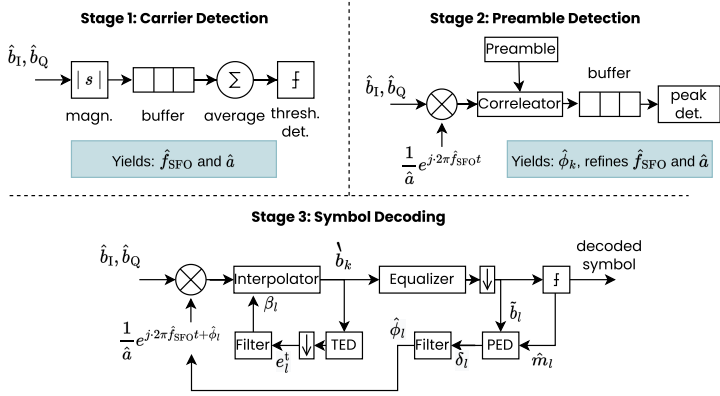 Stage 1: Carrier Detection
b̂_I, b̂_Q
| s |
Σ
magn.
buffer
average
thresh.
det.
Yields: f̂_SFO and â
Stage 2: Preamble Detection
Preamble
buffer
b̂_I, b̂_Q
Correleator
peak
det.
1/â e^{j·2πf̂_SFO t}
Yields: ϕ̂_k, refines f̂_SFO and â
Stage 3: Symbol Decoding
b̂_I, b̂_Q
b̀_k
decoded
symbol
Interpolator
Equalizer
β_l
b̃_l
1/â e^{j·2πf̂_SFO t+ϕ̂_l}
Filter
e_l^t
TED
ϕ̂_l
Filter
δ_l
PED
m̂_l